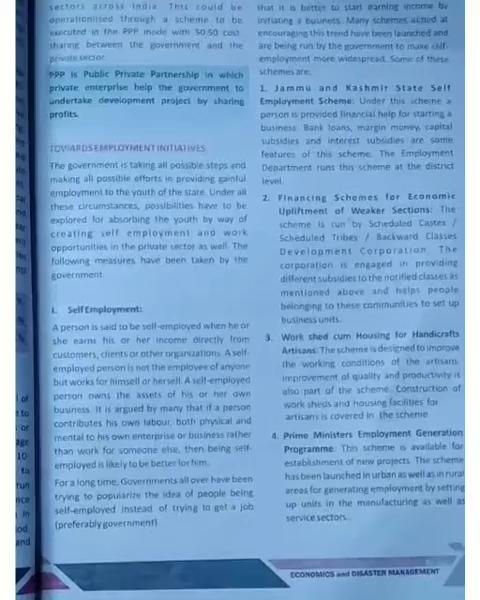 sectors across India. This could be
operationlised through a scheme to be
executed in the PPP mode with 50:50 cost
sharing between the government and the
private sector.
PPP is Public Private Partnership in which
private enterprise help the government to
undertake development project by sharing
profits.
TOWARDS EMPLOYMENT INITIATIVES
The government is taking all possible steps and
making all possible efforts in providing gainful
employment to the youth of the state. Under all
these circumstances, possibilities have to be
explored for absorbing the youth by way of
creating self employment and work
opportunities in the private sector as well. The
following measures have been taken by the
government
I. Self Employment:
A person is said to be self-employed when he or
she earns his or her income directly from
customers, clients or other organizations. A self-
employed person is not the employee of anyone
but works for himself or herself. A self-employed
person owns the assets of his or her own
business. It is argued by many that if a person
contributes his own labour, both physical and
mental to his own enterprise or business rather
than work for someone else, then being self-
employed is likely to be better for him.
For a long time, Governments all over have been
trying to popularize the idea of people being
self-employed instead of trying to get a job
(preferably government)
that it is better to start earning income by
initiating a business. Many schemes aimed at
encouraging this trend have been launched and
are being run by the government to make self-
employment more widespread. Some of these
schemes are:
1. Jammu and Kashmir State Self
Employment Scheme: Under this scheme a
person is provided financial help for starting a
business. Bank loans, margin money, capital
subsidies and interest subsidies are some
features of this scheme. The Employment
Department runs this scheme at the district
level.
2. Financing Schemes for Economic
Upliftment of Weaker Sections: The
scheme is run by Scheduled Castes /
Scheduled Tribes / Backward Classes
Development Corporation. The
corporation is engaged in providing
different subsidies to the notified classes as
mentioned above and helps people
belonging to these communities to set up
business units.
3. Work shed cum Housing for Handicrafts
Artisans: The scheme is designed to improve
the working conditions of the artisans.
Improvement of quality and productivity is
also part of the scheme. Construction of
work sheds and housing facilities for
artisans is covered in the scheme.
4. Prime Ministers Employment Generation
Programme: This scheme is available for
establishment of new projects. The scheme
has been launched in urban as well as in rural
areas for generating employment by setting
up units in the manufacturing as well as
service sectors.
ECONOMICS and DISASTER MANAGEMENT